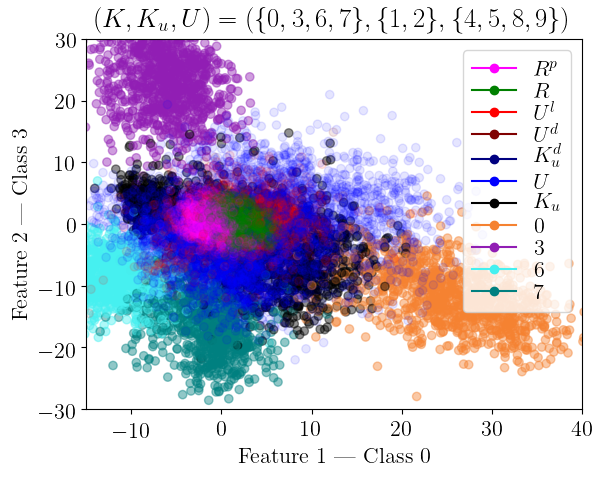 (K, K_u, U) = ({0, 3, 6, 7}, {1, 2}, {4, 5, 8, 9})
30
20
10
0
−10
−20
−30
Feature 2 — Class 3
R^p
R
U^l
U^d
K_u^d
U
K_u
0
3
6
7
−10 0 10 20 30 40
Feature 1 — Class 0